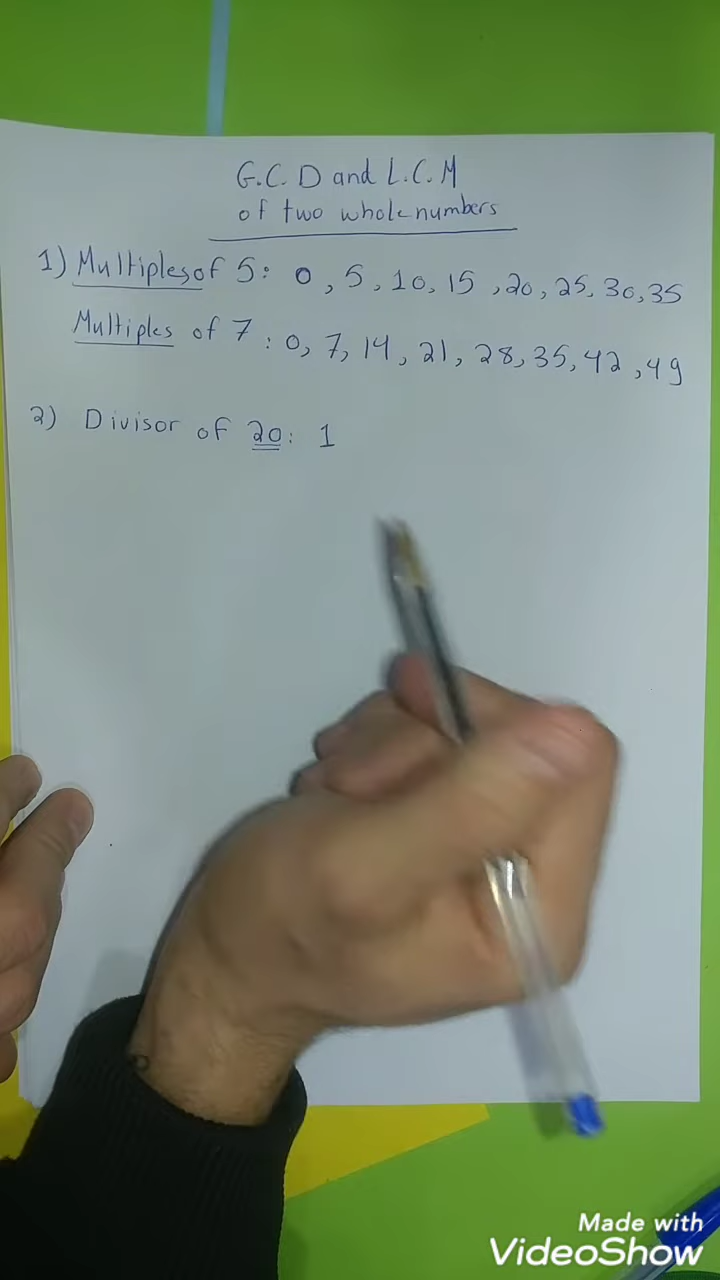 G.C.D and L.C.M
of two whole numbers
1) Multiples of 5: 0, 5, 10, 15, 20, 25, 30, 35
Multiples of 7: 0, 7, 14, 21, 28, 35, 42, 49
2) Divisor of 20: 1
Made with
VideoShow